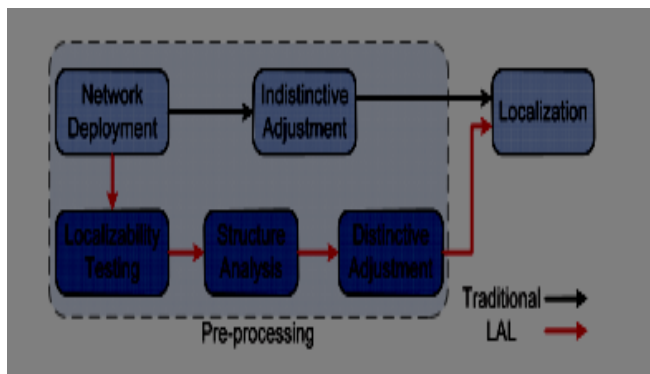 Network
Deployment
Indistinctive
Adjustment
Localization
Localizability
Testing
Structure
Analysis
Distinctive
Adjustment
Traditional
LAL
Pre-processing